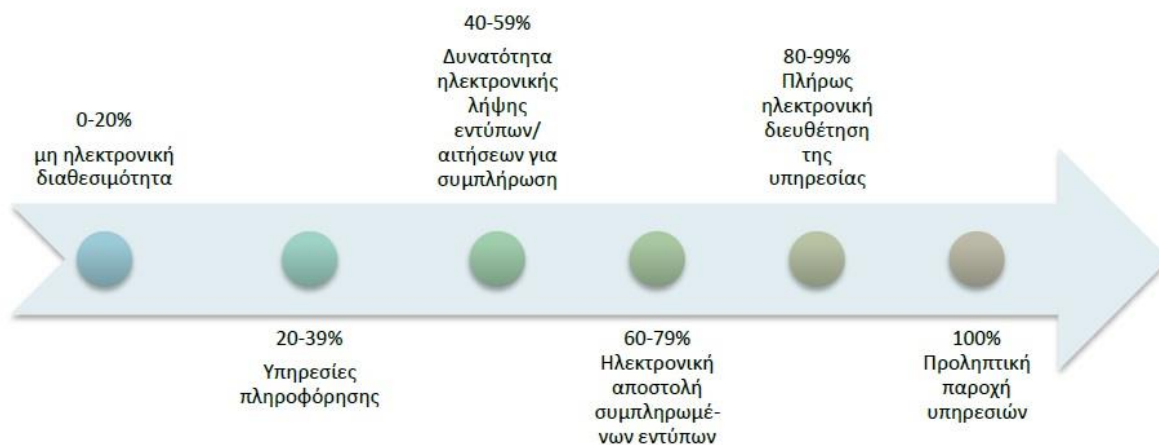 0-20%
μη ηλεκτρονική
διαθεσιμότητα
20-39%
Υπηρεσίες
πληροφόρησης
40-59%
Δυνατότητα
ηλεκτρονικής
λήψης
εντύπων/
αιτήσεων για
συμπλήρωση
60-79%
Ηλεκτρονική
αποστολή
συμπληρωμέ-
νων εντύπων
80-99%
Πλήρως
ηλεκτρονική
διευθέτηση
της
υπηρεσίας
100%
Προληπτική
παροχή
υπηρεσιών